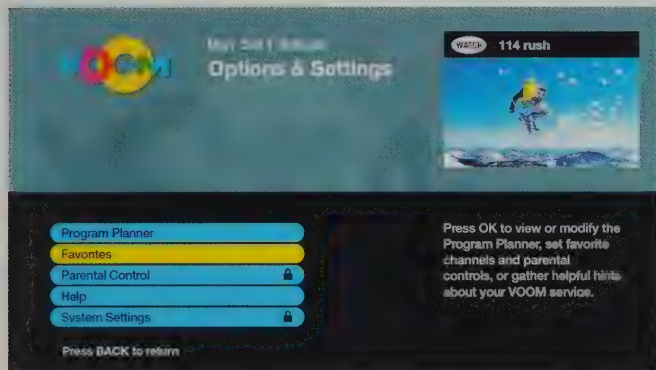 VOOM
Options & Settings
WATCH 114 rush
Program Planner
Favorites
Parental Control
Help
System Settings
Press BACK to return
Press OK to view or modify the
Program Planner, set favorite
channels and parental
controls, or gather helpful hints
about your VOOM service.